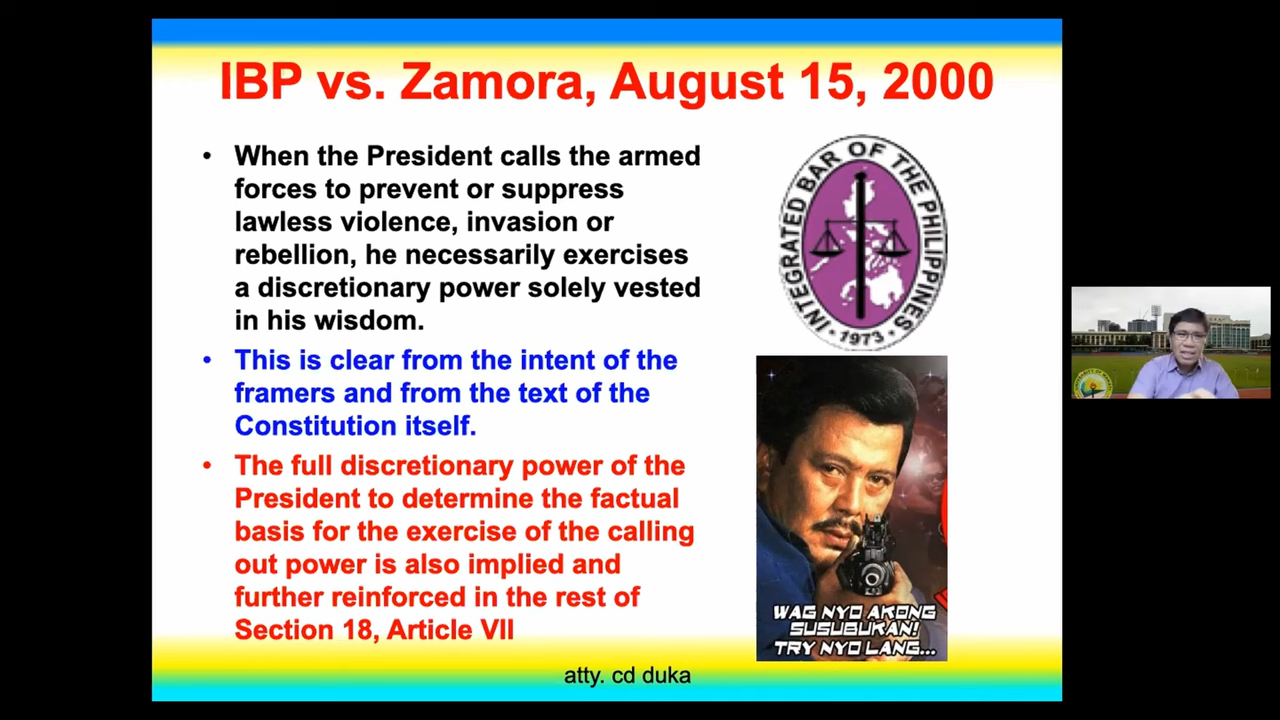 IBP vs. Zamora, August 15, 2000
• When the President calls the armed
forces to prevent or suppress
lawless violence, invasion or
rebellion, he necessarily exercises
a discretionary power solely vested
in his wisdom.
• This is clear from the intent of the
framers and from the text of the
Constitution itself.
• The full discretionary power of the
President to determine the factual
basis for the exercise of the calling
out power is also implied and
further reinforced in the rest of
Section 18, Article VII
INTEGRATED BAR OF THE PHILIPPINES
· 1973 ·
WAG NYO AKONG
SUSUBUKAN!
TRY NYO LANG...
atty. cd duka